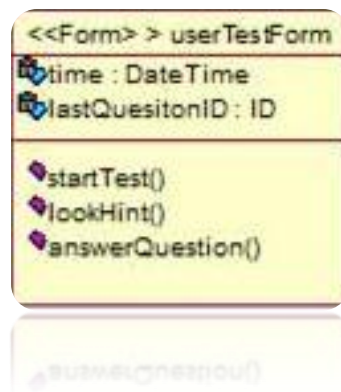 <<Form> > userTestForm
time : DateTime
lastQuesitonID : ID
startTest()
lookHint()
answerQuestion()